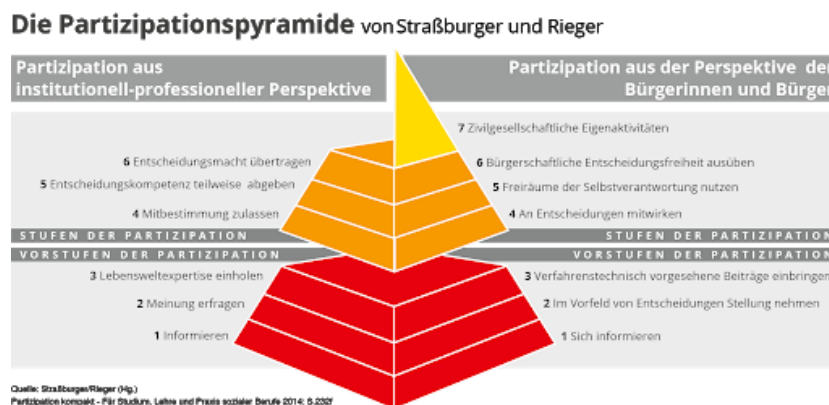 Die Partizipationspyramide von Straßburger und Rieger
Partizipation aus
institutionell-professioneller Perspektive
Partizipation aus der Perspektive der
Bürgerinnen und Bürger
7 Zivilgesellschaftliche Eigenaktivitäten
6 Entscheidungsmacht übertragen
6 Bürgerschaftliche Entscheidungsfreiheit ausüben
5 Entscheidungskompetenz teilweise abgeben
5 Freiräume der Selbstverantwortung nutzen
4 Mitbestimmung zulassen
4 An Entscheidungen mitwirken
STUFEN DER PARTIZIPATION
STUFEN DER PARTIZIPATION
VORSTUFEN DER PARTIZIPATION
VORSTUFEN DER PARTIZIPATION
3 Lebensweltexpertise einholen
3 Verfahrenstechnisch vorgesehene Beiträge einbringen
2 Meinung erfragen
2 Im Vorfeld von Entscheidungen Stellung nehmen
1 Informieren
1 Sich informieren
Quelle: Straßburger/Rieger (Hg.)
Partizipation kompakt - Für Studium, Lehre und Praxis sozialer Berufe 2014: S.232f